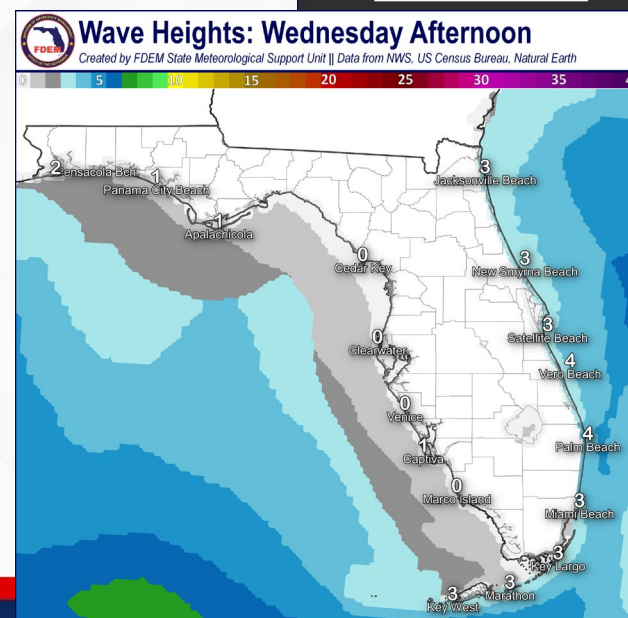 Wave Heights: Wednesday Afternoon
Created by FDEM State Meteorological Support Unit || Data from NWS, US Census Bureau, Natural Earth
FDEM
0 5 10 15 20 25 30 35
2 Pensacola Bch
1
Panama City Beach
1
Apalachicola
3
Jacksonville Beach
0
Cedar Key
3
New Smyrna Beach
3
Satellite Beach
0
Clearwater
4
Vero Beach
0
Venice
4
Palm Beach
1
Captiva
0
Marco Island
3
Miami Beach
3
Key Largo
3
Marathon
3
Key West